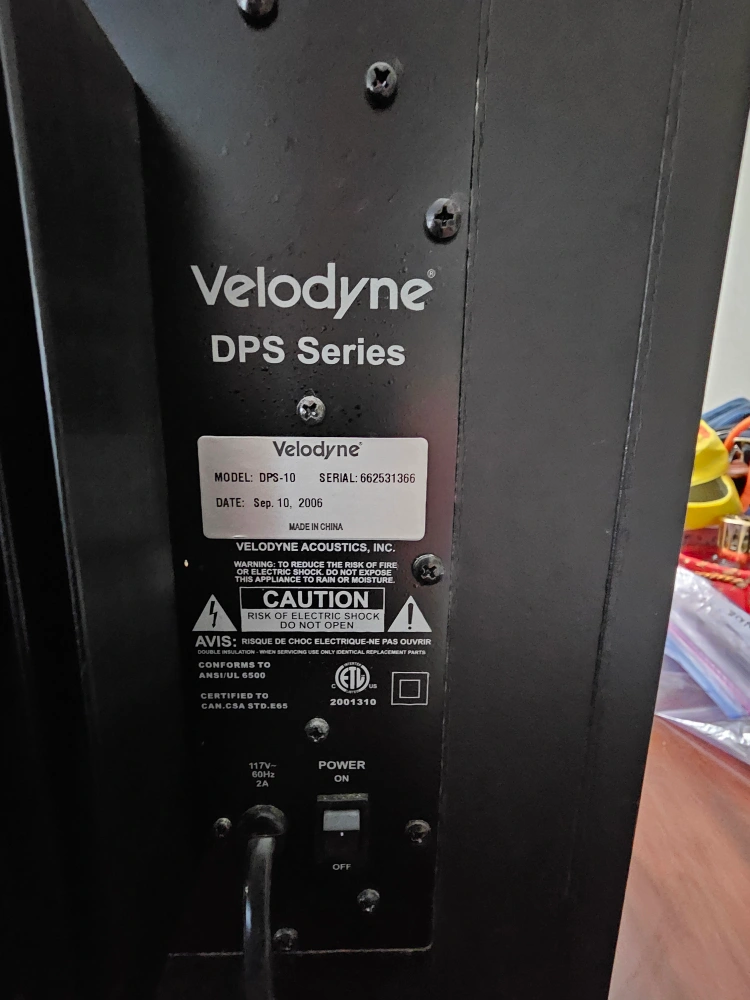 Velodyne®
DPS Series
Velodyne®
MODEL: DPS-10 SERIAL: 662531366
DATE: Sep. 10, 2006
MADE IN CHINA
VELODYNE ACOUSTICS, INC.
WARNING: TO REDUCE THE RISK OF FIRE
OR ELECTRIC SHOCK. DO NOT EXPOSE
THIS APPLIANCE TO RAIN OR MOISTURE.
CAUTION
RISK OF ELECTRIC SHOCK
DO NOT OPEN
AVIS: RISQUE DE CHOC ELECTRIQUE-NE PAS OUVRIR
DOUBLE INSULATION - WHEN SERVICING USE ONLY IDENTICAL REPLACEMENT PARTS
CONFORMS TO
ANSI/UL 6500
CERTIFIED TO
CAN.CSA STD.E65
C ETL US
2001310
117V~
60Hz
2A
POWER
ON
OFF